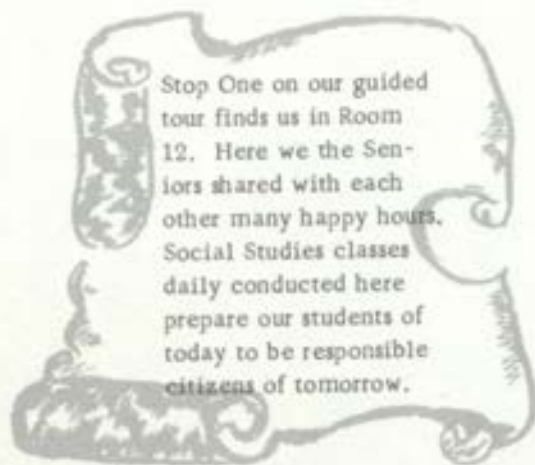 Stop One on our guided
tour finds us in Room
12. Here we the Sen-
iors shared with each
other many happy hours.
Social Studies classes
daily conducted here
prepare our students of
today to be responsible
citizens of tomorrow.